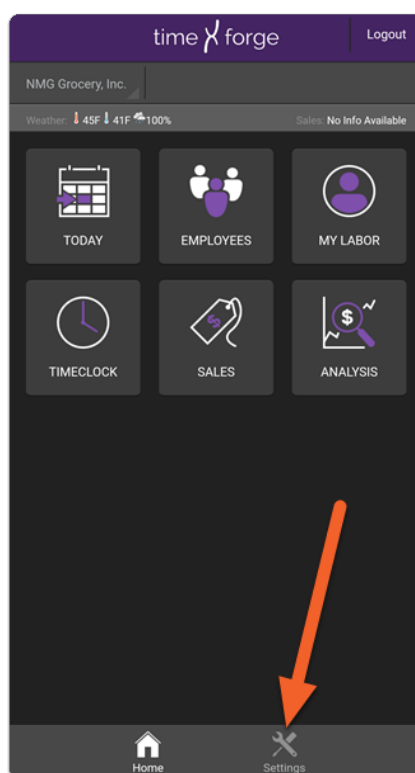 time forge
Logout
NMG Grocery, Inc.
Weather: 45F 41F 100% Sales: No Info Available
TODAY EMPLOYEES MY LABOR
$ $
TIMECLOCK SALES ANALYSIS
Home Settings